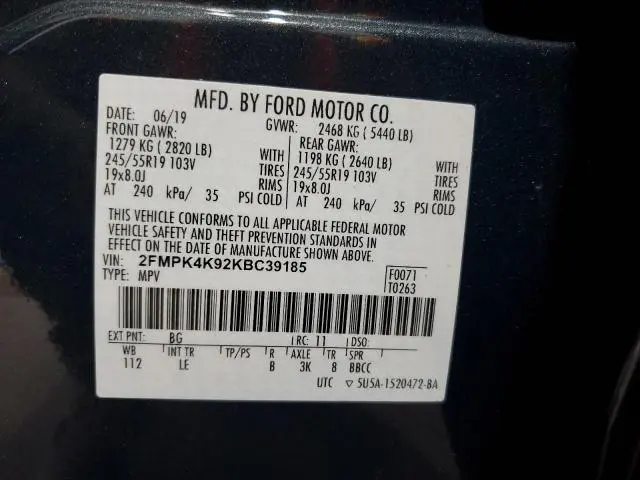 MFD. BY FORD MOTOR CO.
DATE: 06/19 GVWR: 2468 KG ( 5440 LB)
FRONT GAWR: REAR GAWR:
1279 KG ( 2820 LB) WITH 1198 KG ( 2640 LB) WITH
245/55R19 103V TIRES 245/55R19 103V TIRES
19x8.0J RIMS 19x8.0J RIMS
AT 240 kPa/ 35 PSI COLD AT 240 kPa/ 35 PSI COLD
THIS VEHICLE CONFORMS TO ALL APPLICABLE FEDERAL MOTOR
VEHICLE SAFETY AND THEFT PREVENTION STANDARDS IN
EFFECT ON THE DATE OF MANUFACTURE SHOWN ABOVE.
VIN: 2FMPK4K92KBC39185 F0071
TYPE: MPV T0263
EXT PNT: BG RC: 11 DSO:
WB INT TR TP/PS R AXLE TR SPR
112 LE B 3K 8 BBCC
UTC ▽ 5U5A-1520472-BA